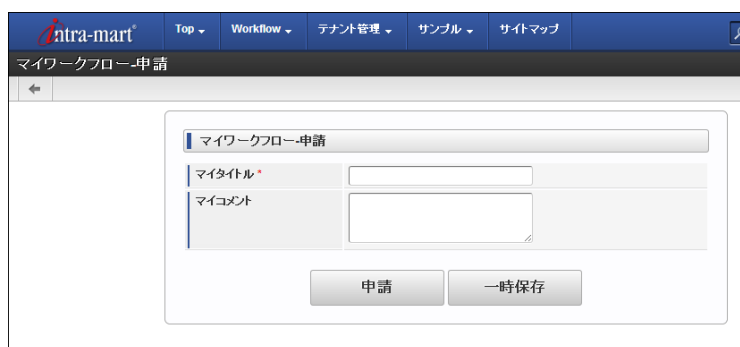 intra-mart® Top Workflow テナント管理 サンプル サイトマップ
マイワークフロー-申請
マイワークフロー-申請
マイタイトル *
マイコメント
申請 一時保存